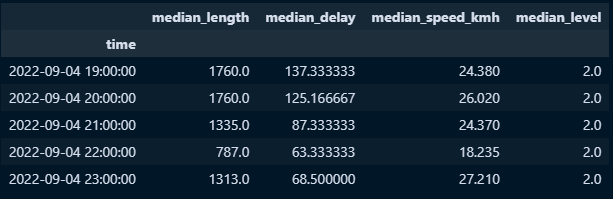 median_length median_delay median_speed_kmh median_level
time
2022-09-04 19:00:00 1760.0 137.333333 24.380 2.0
2022-09-04 20:00:00 1760.0 125.166667 26.020 2.0
2022-09-04 21:00:00 1335.0 87.333333 24.370 2.0
2022-09-04 22:00:00 787.0 63.333333 18.235 2.0
2022-09-04 23:00:00 1313.0 68.500000 27.210 2.0